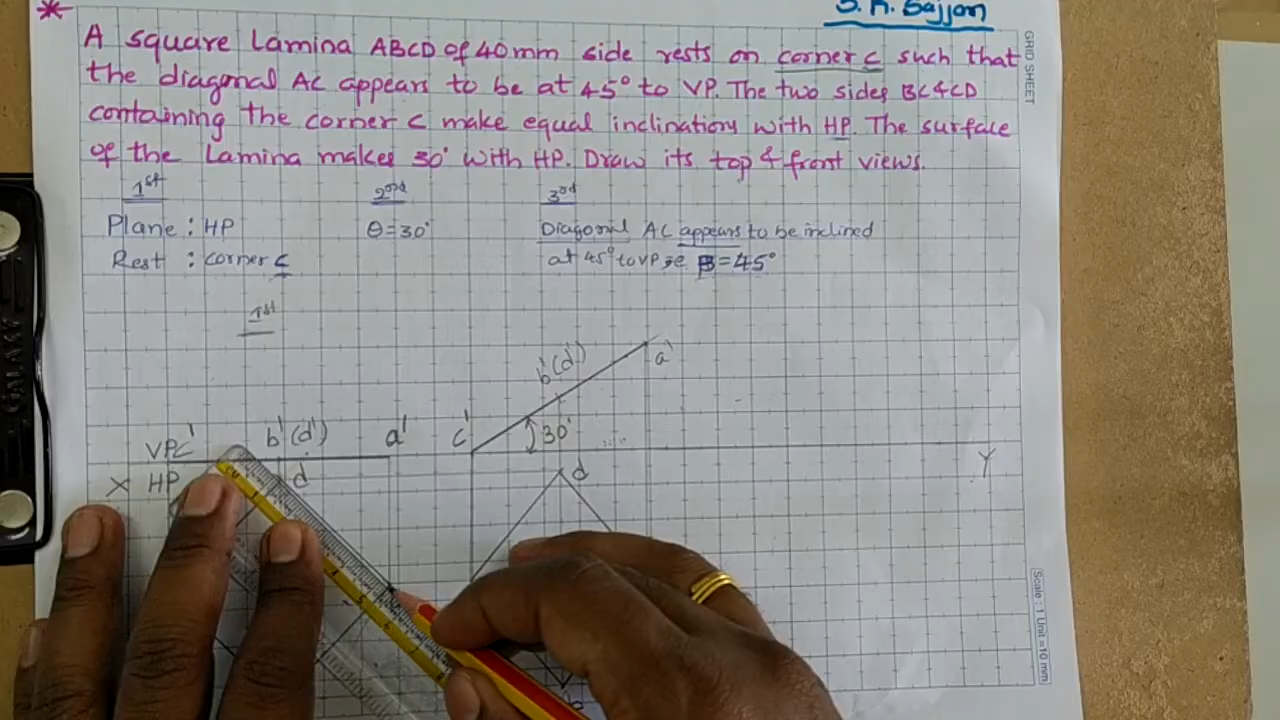 S. R. Sajjan
A square Lamina ABCD of 40mm side rests on corner C such that
the diagonal AC appears to be at 45° to VP. The two sides BC & CD
containing the corner C make equal inclinations with HP. The surface
of the Lamina makes 30° with HP. Draw its top & front views.
1st 2nd 3rd
Plane: HP θ=30° Diagonal AC appears to be inclined
Rest : corner C at 45° to VP ie β=45°
1st
b'(d') a'
VP c' b'(d') a' c' 30° Y
X HP d d
GRID SHEET
Scale : 1 Unit =10 mm